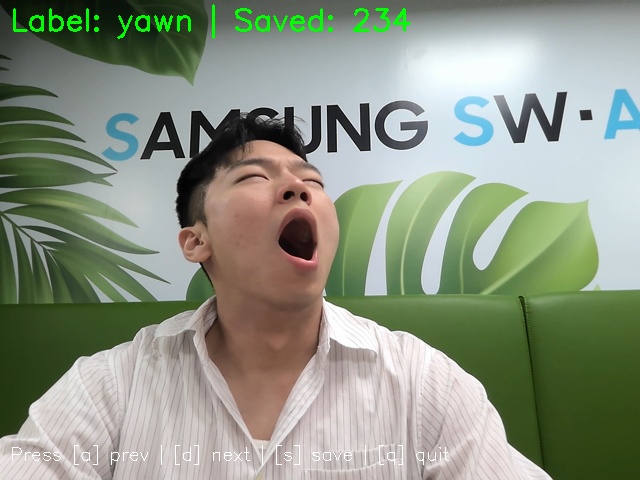 Label: yawn | Saved: 234
SAMSUNG SW·A
Press [a] prev | [d] next | [s] save | [q] quit